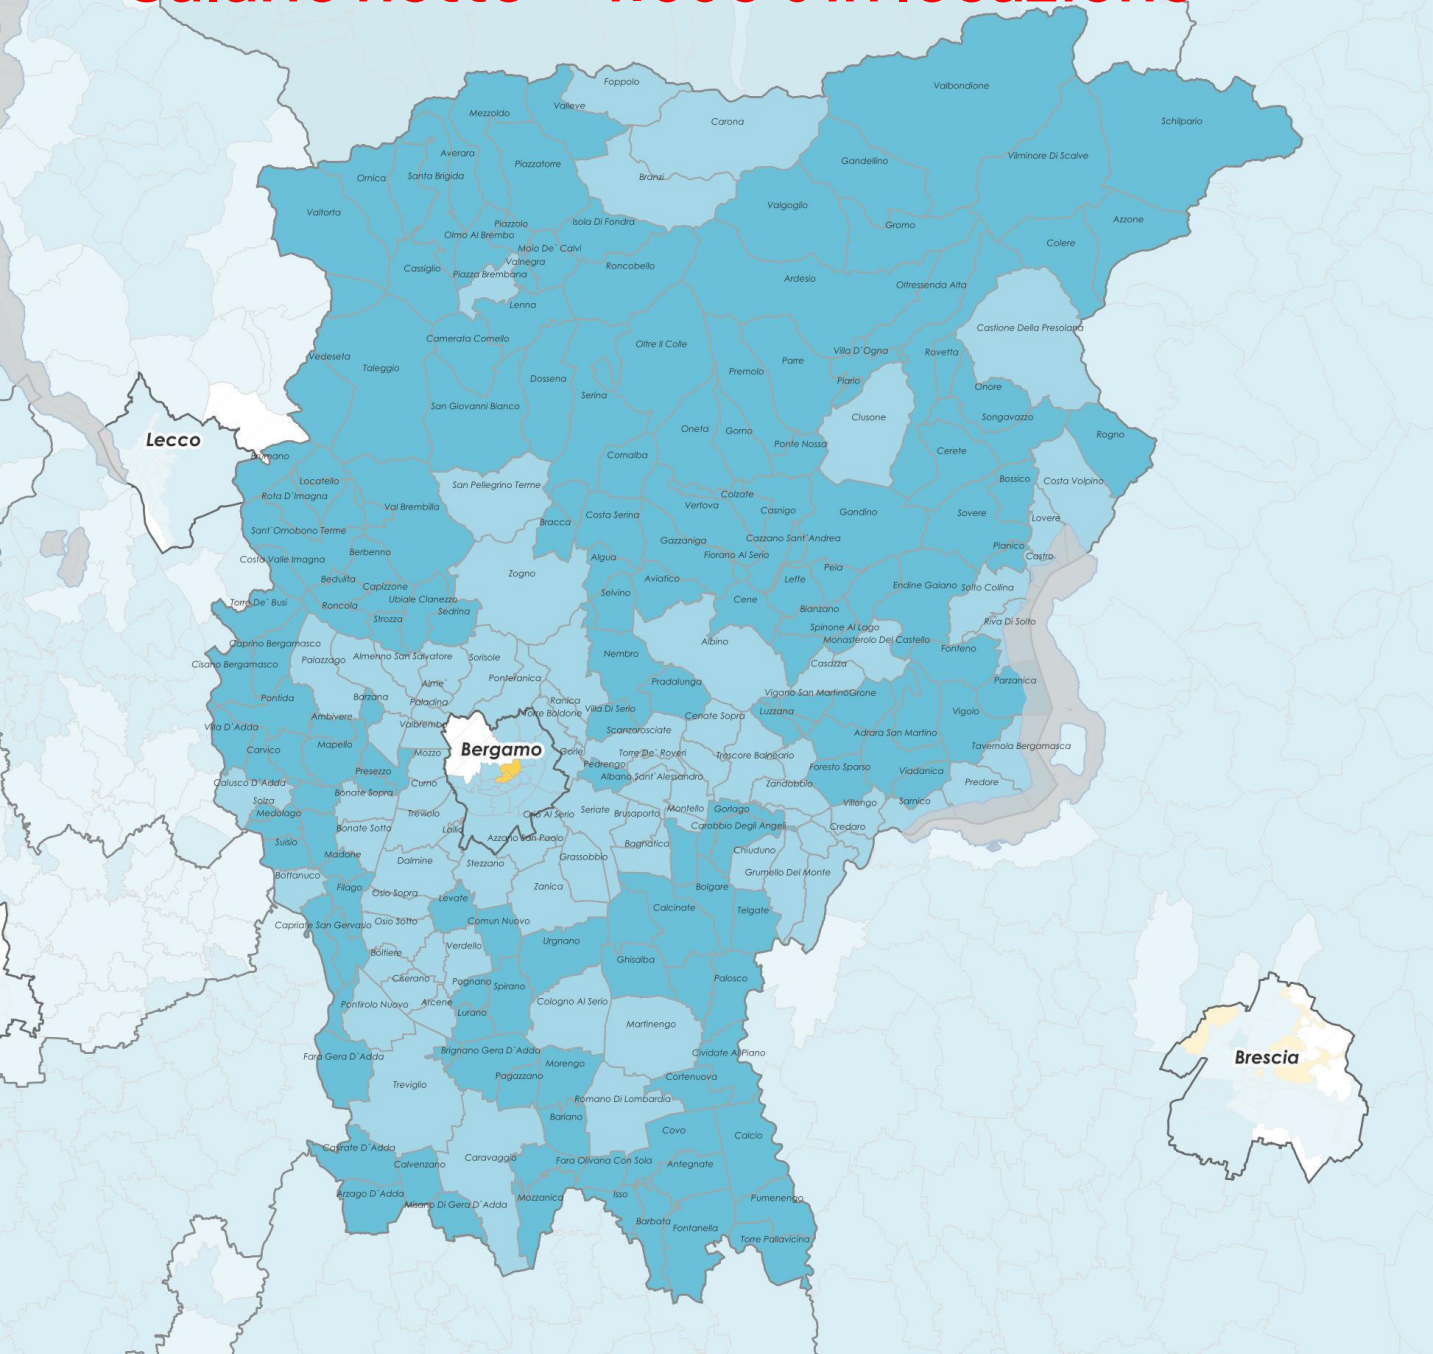 Foppolo
Valbondione
Valleve
Mezzoldo
Carona
Schilpario
Averara
Vilminore Di Scalve
Piazzatorre
Gandellino
Santa Brigida
Ornica
Branzi
Valgoglio
Valtorta
Azzone
Isola Di Fondra
Piazzolo
Gromo
Olmo Al Brembo
Colere
Moio De` Calvi
Valnegra
Roncobello
Cassiglio
Piazza Brembana
Ardesio
Oltressenda Alta
Lenna
Castione Della Presolana
Camerata Cornello
Oltre Il Colle
Villa D`Ogna
Rovetta
Vedeseta
Parre
Taleggio
Premolo
Dossena
Piario
Onore
Serina
San Giovanni Bianco
Clusone
Songavazzo
Oneta
Gorno
Rogno
Lecco
Ponte Nossa
Cerete
Brumano
Cornalba
Locatello
Bossico
Costa Volpino
San Pellegrino Terme
Rota D`Imagna
Colzate
Val Brembilla
Vertova
Casnigo
Gandino
Sovere
Costa Serina
Lovere
Bracca
Sant`Omobono Terme
Gazzaniga
Cazzano Sant`Andrea
Pianico
Berbenno
Fiorano Al Serio
Castro
Costa Valle Imagna
Algua
Peia
Zogno
Bedulita
Aviatico
Leffe
Capizzone
Endine Gaiano
Solto Collina
Selvino
Ubiale Clanezzo
Cene
Torre De` Busi
Roncola
Bianzano
Sedrina
Strozza
Riva Di Solto
Spinone Al Lago
Caprino Bergamasco
Albino
Monasterolo Del Castello
Fonteno
Nembro
Almenno San Salvatore
Sorisole
Palazzago
Cisano Bergamasco
Casazza
Ponteranica
Pradalunga
Parzanica
Alme`
Vigano San Martino
Grone
Pontida
Barzana
Paladina
Ranica
Villa Di Serio
Luzzana
Vigolo
Torre Boldone
Cenate Sopra
Ambivere
Villa D`Adda
Valbrembo
Scanzorosciate
Adrara San Martino
Mapello
Tavernola Bergamasca
Carvico
Mozzo
Bergamo
Gorle
Torre De` Roveri
Trescore Balneario
Pedrengo
Foresto Sparso
Presezzo
Viadanica
Albano Sant`Alessandro
Calusco D`Adda
Curno
Zandobbio
Predore
Bonate Sopra
Solza
Sarnico
Villongo
Medolago
Treviolo
Orio Al Serio
Seriate
Brusaporto
Montello
Gorlago
Bonate Sotto
Lallio
Carobbio Degli Angeli
Credaro
Suisio
Azzano San Paolo
Bagnatica
Madone
Chiuduno
Dalmine
Stezzano
Grassobbio
Grumello Del Monte
Bottanuco
Filago
Zanica
Bolgare
Osio Sopra
Levate
Calcinate
Telgate
Capriate San Gervasio
Osio Sotto
Comun Nuovo
Urgnano
Verdello
Boltiere
Ghisalba
Ciserano
Pognano
Palosco
Spirano
Pontirolo Nuovo
Arcene
Cologno Al Serio
Lurano
Martinengo
Fara Gera D`Adda
Brignano Gera D`Adda
Cividate Al Piano
Brescia
Morengo
Pagazzano
Cortenuova
Treviglio
Romano Di Lombardia
Bariano
Covo
Calcio
Casirate D`Adda
Caravaggio
Fara Olivana Con Sola
Calvenzano
Antegnate
Arzago D`Adda
Isso
Mozzanica
Pumenengo
Misano Di Gera D`Adda
Barbata
Fontanella
Torre Pallavicina